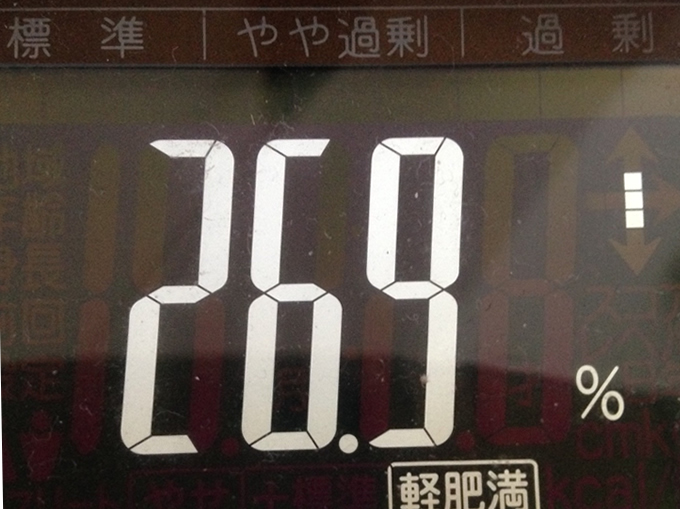 標準 | やや過剰 | 過剰
26.9
%
軽肥満